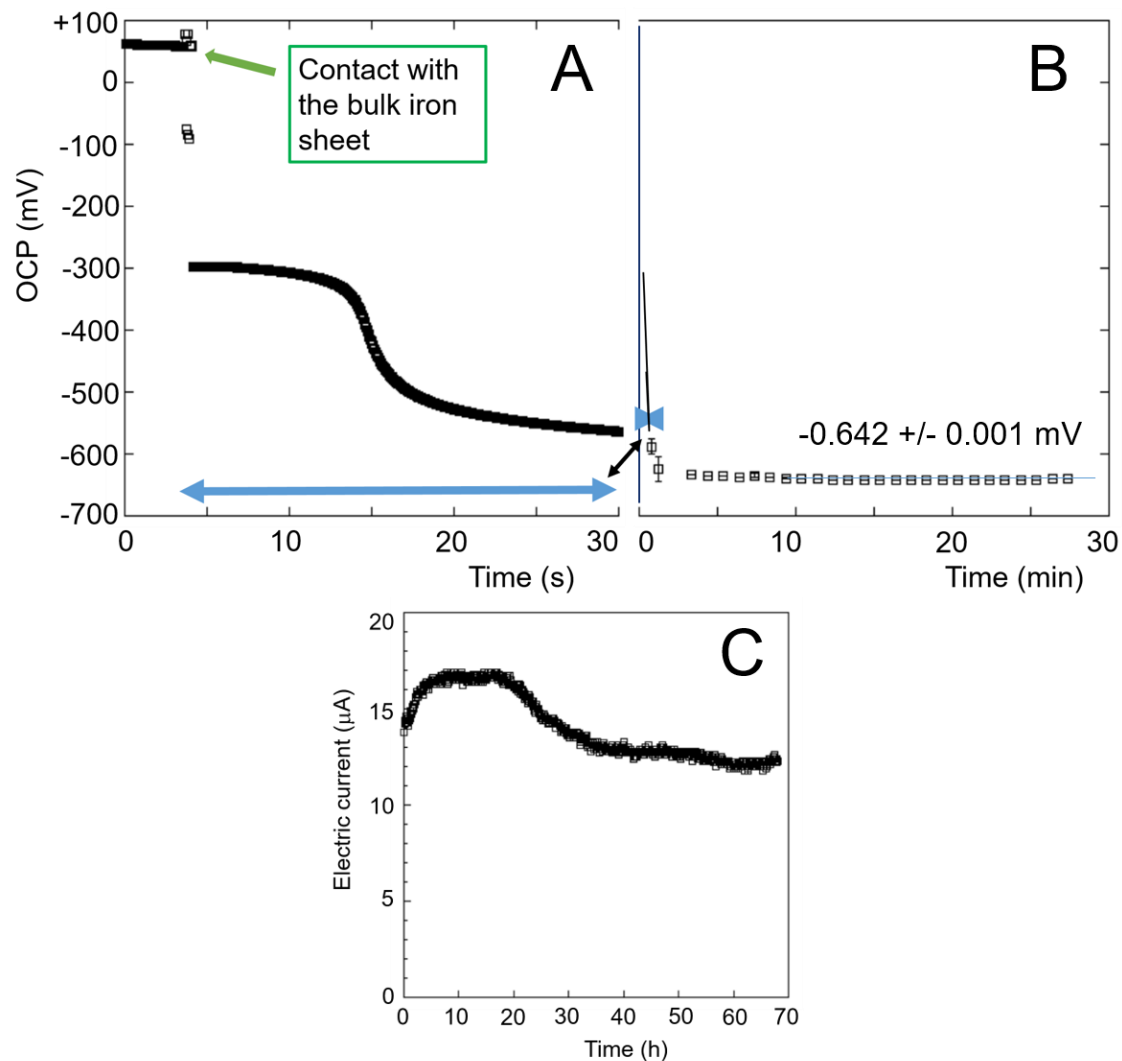 +100
0
-100
-200
-300
-400
-500
-600
-700
OCP (mV)
Contact with
the bulk iron
sheet
A
0
10
20
30
Time (s)
B
-0.642 +/- 0.001 mV
0
10
20
30
Time (min)
C
20
15
10
5
0
Electric current (μA)
0
10
20
30
40
50
60
70
Time (h)